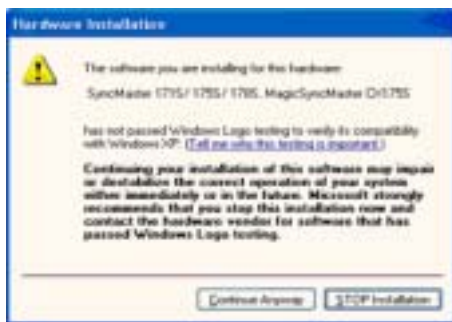 Hardware Installation
The software you are installing for this hardware:
SyncMaster 171S/ 175S/ 178S, MagicSyncMaster
has not passed Windows Logo testing to verify its compatibility
with Windows XP. (Tell me why this testing is important.)
Continuing your installation of this software may impair
or destabilize the correct operation of your system
either immediately or in the future. Microsoft strongly
recommends that you stop this installation now and
contact the hardware vendor for software that has
passed Windows Logo testing.
Continue Anyway
STOP Installation